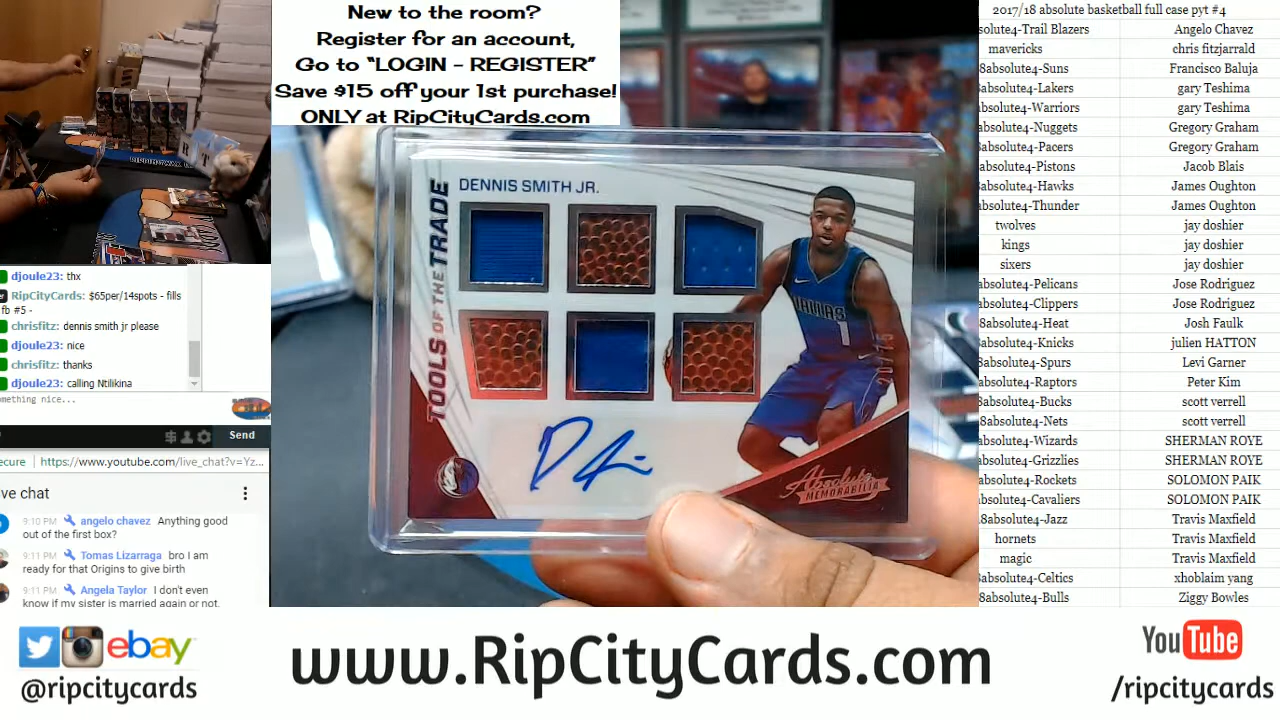 New to the room?
Register for an account,
Go to “LOGIN - REGISTER”
Save $15 off your 1st purchase!
ONLY at RipCityCards.com
djoule23: thx
RipCityCards: $65per/14spots - fills
fb #5 -
chrisfitz: dennis smith jr please
djoule23: nice
chrisfitz: thanks
djoule23: calling Ntilikina
omething nice...
Send
ecure
https://www.youtube.com/live_chat?v=Yz...
ve chat
9:10 PM angelo chavez Anything good
out of the first box?
9:11 PM Tomas Lizarraga bro I am
ready for that Origins to give birth
9:11 PM Angela Taylor I don't even
know if my sister is married again or not.
DENNIS SMITH JR.
TOOLS OF THE TRADE
DALLAS
1
Absolute
MEMORABILIA
2017/18 absolute basketball full case pyt #4
solute4-Trail Blazers Angelo Chavez
mavericks chris fitzjarrald
8absolute4-Suns Francisco Baluja
absolute4-Lakers gary Teshima
absolute4-Warriors gary Teshima
absolute4-Nuggets Gregory Graham
absolute4-Pacers Gregory Graham
absolute4-Pistons Jacob Blais
absolute4-Hawks James Oughton
absolute4-Thunder James Oughton
twolves jay doshier
kings jay doshier
sixers jay doshier
absolute4-Pelicans Jose Rodriguez
absolute4-Clippers Jose Rodriguez
8absolute4-Heat Josh Faulk
absolute4-Knicks julien HATTON
8absolute4-Spurs Levi Garner
absolute4-Raptors Peter Kim
absolute4-Bucks scott verrell
8absolute4-Nets scott verrell
absolute4-Wizards SHERMAN ROYE
absolute4-Grizzlies SHERMAN ROYE
absolute4-Rockets SOLOMON PAIK
absolute4-Cavaliers SOLOMON PAIK
18absolute4-Jazz Travis Maxfield
hornets Travis Maxfield
magic Travis Maxfield
absolute4-Celtics xhoblaim yang
8absolute4-Bulls Ziggy Bowles
ebay
@ripcitycards
www.RipCityCards.com
YouTube
/ripcitycards